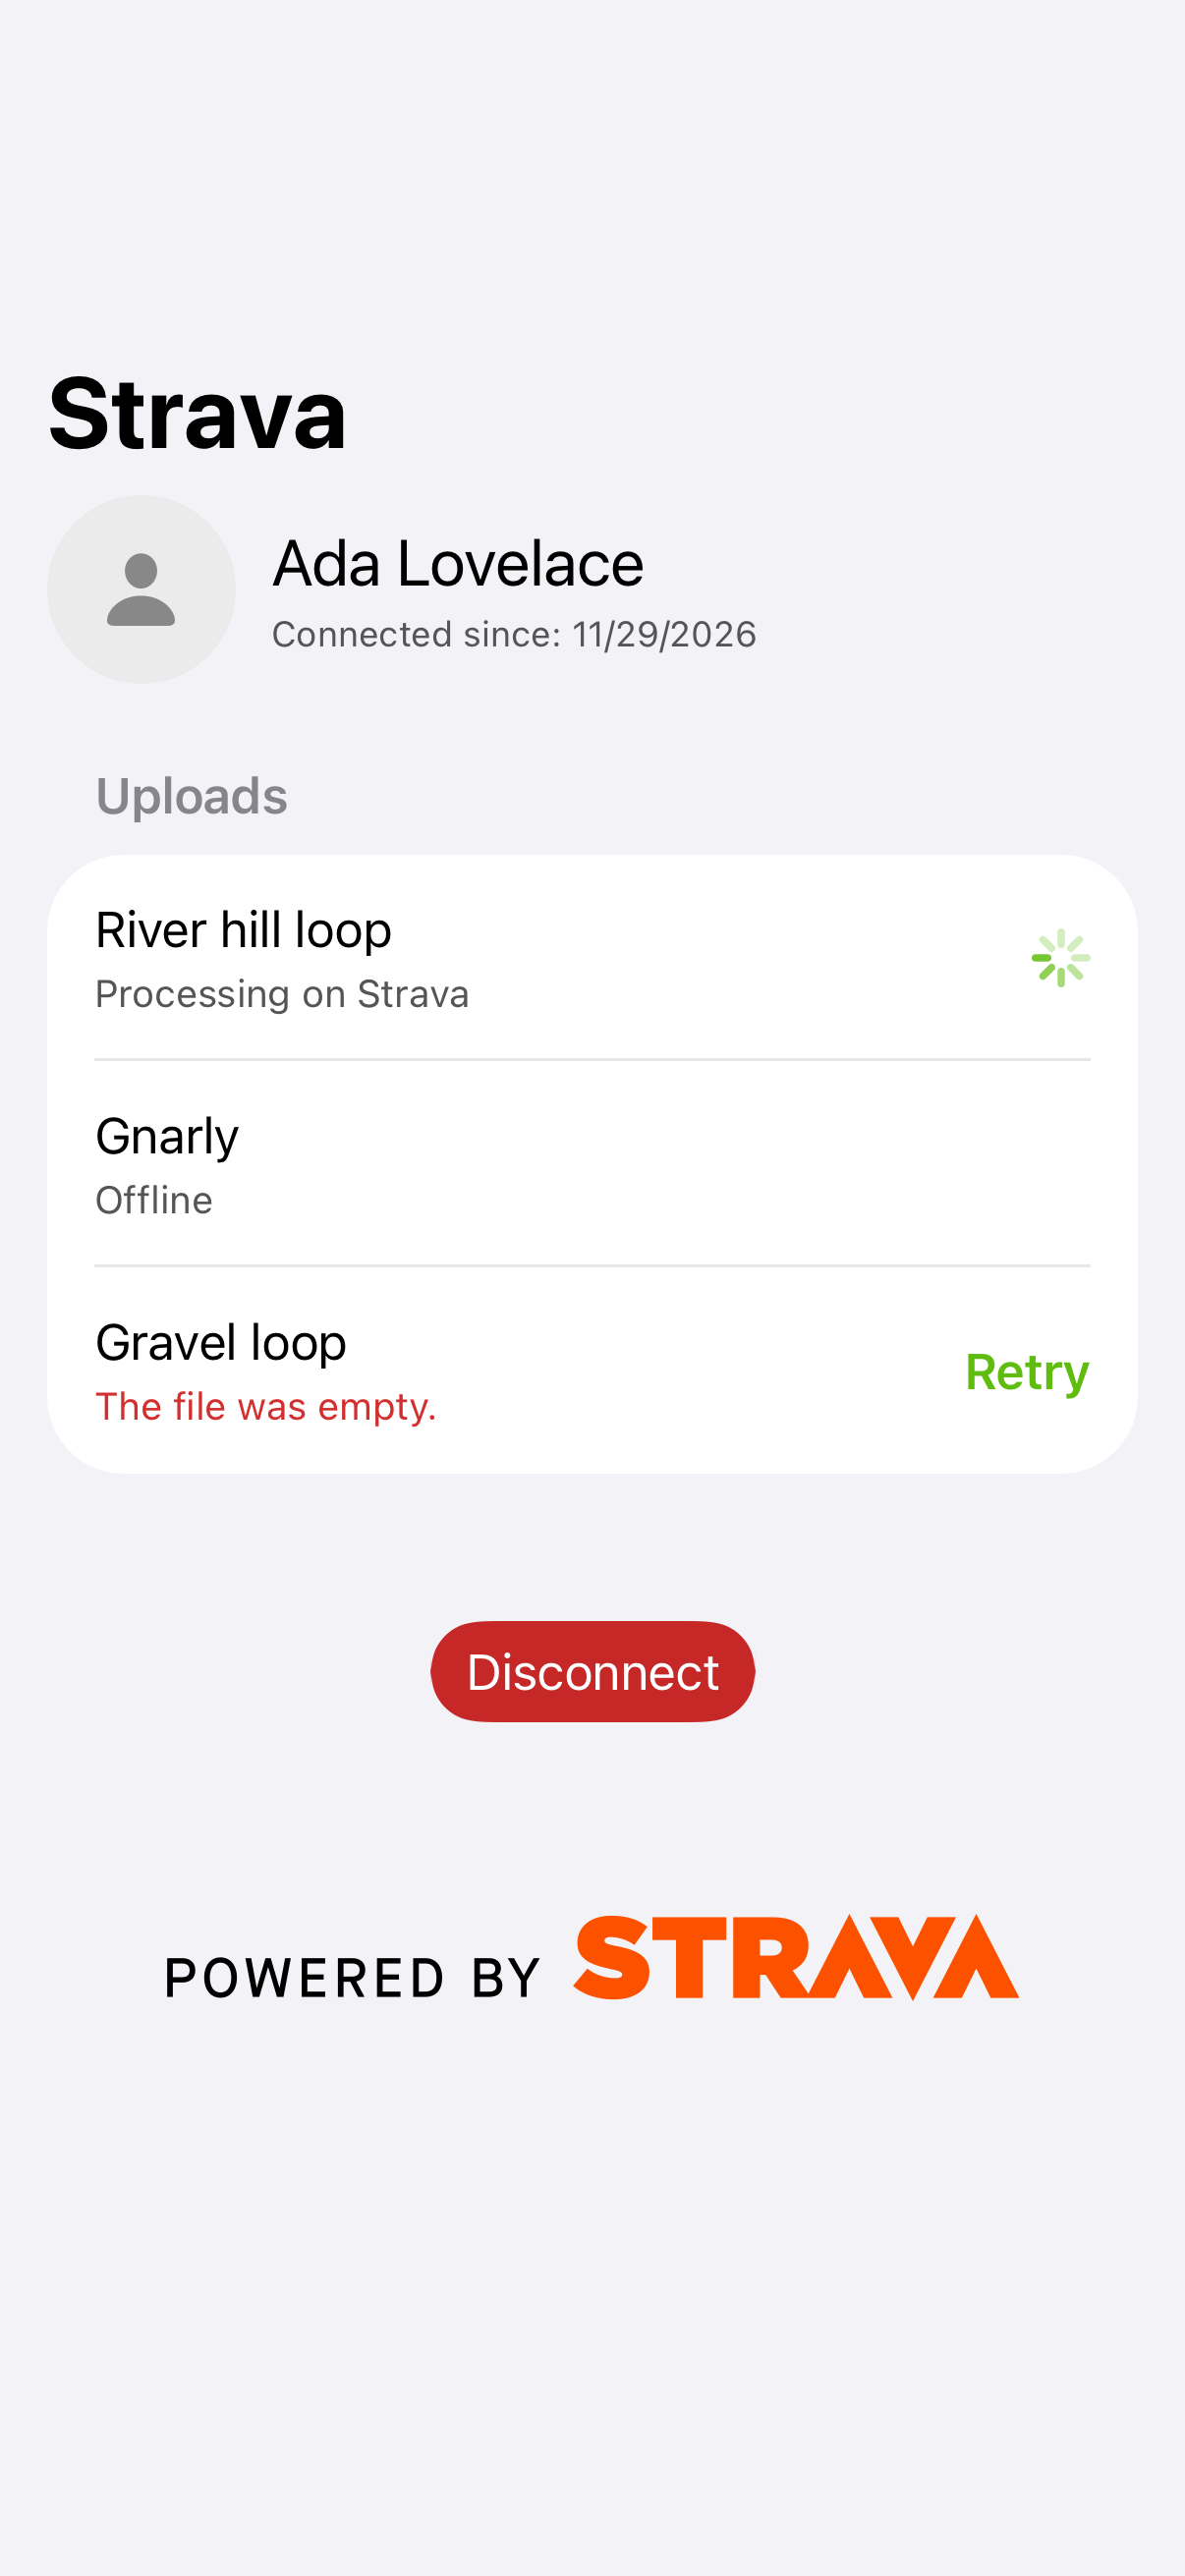 Strava
Ada Lovelace
Connected since: 11/29/2026
Uploads
River hill loop
Processing on Strava
Gnarly
Offline
Gravel loop
The file was empty.
Retry
Disconnect
POWERED BY STRAVA